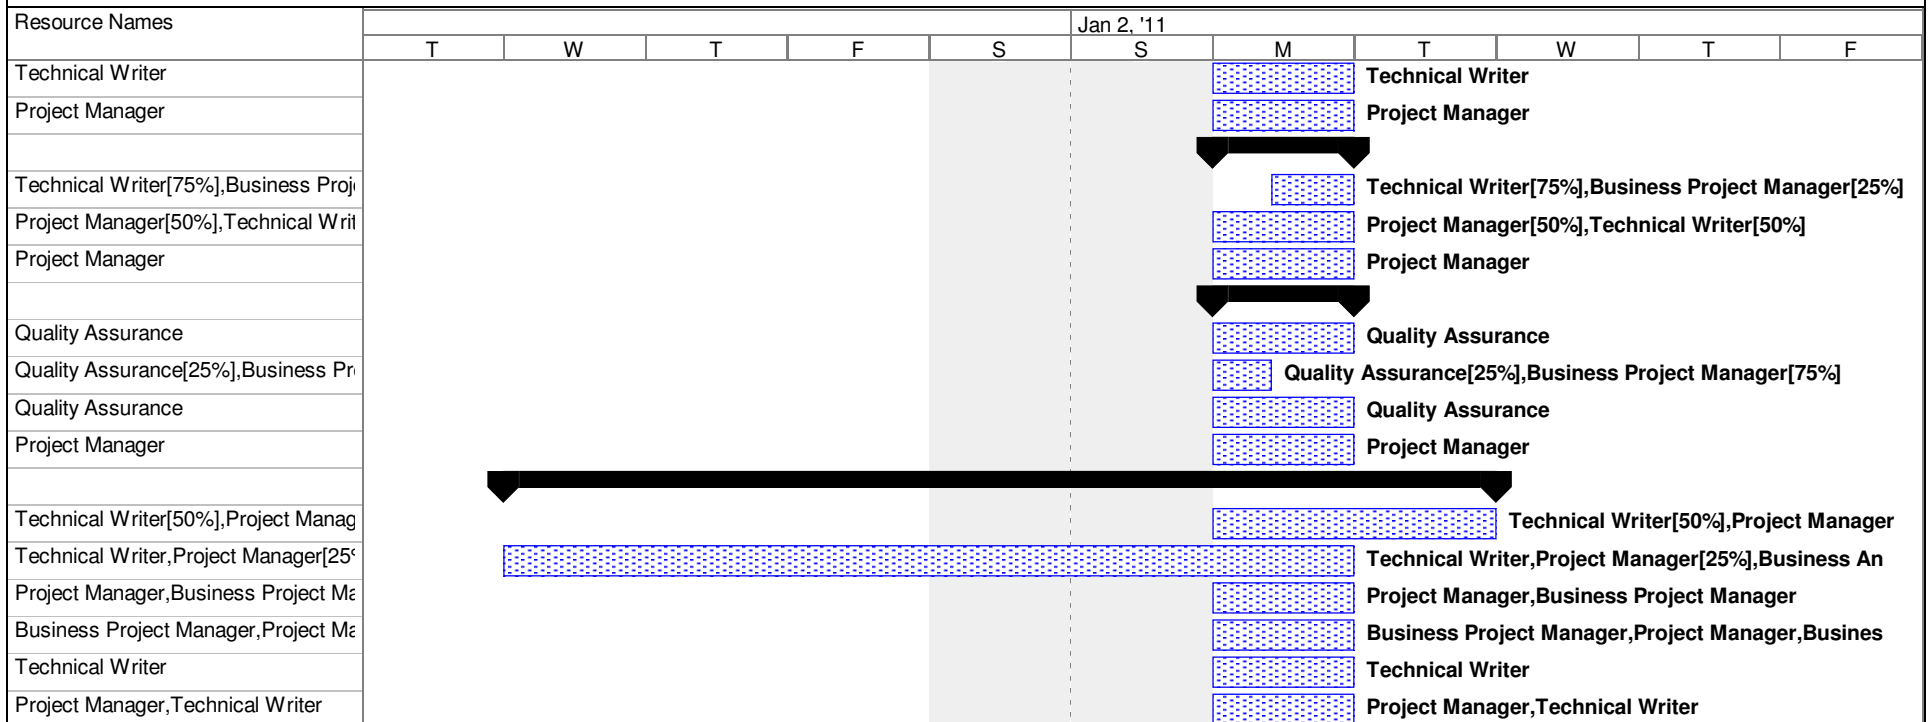 Resource Names
Jan 2, '11
T W T F S S M T W T F
Technical Writer Technical Writer
Project Manager Project Manager
Technical Writer[75%],Business Proj Technical Writer[75%],Business Project Manager[25%]
Project Manager[50%],Technical Writ Project Manager[50%],Technical Writer[50%]
Project Manager Project Manager
Quality Assurance Quality Assurance
Quality Assurance[25%],Business Pr Quality Assurance[25%],Business Project Manager[75%]
Quality Assurance Quality Assurance
Project Manager Project Manager
Technical Writer[50%],Project Manag Technical Writer[50%],Project Manager
Technical Writer,Project Manager[25% Technical Writer,Project Manager[25%],Business An
Project Manager,Business Project Ma Project Manager,Business Project Manager
Business Project Manager,Project Ma Business Project Manager,Project Manager,Busines
Technical Writer Technical Writer
Project Manager,Technical Writer Project Manager,Technical Writer